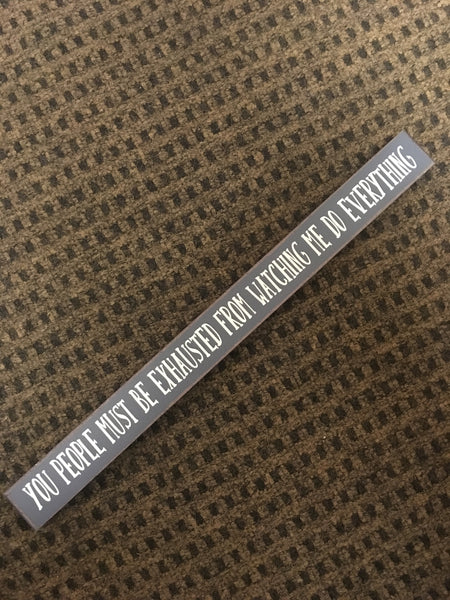 YOU PEOPLE MUST BE EXHAUSTED FROM WATCHING ME DO EVERYTHING